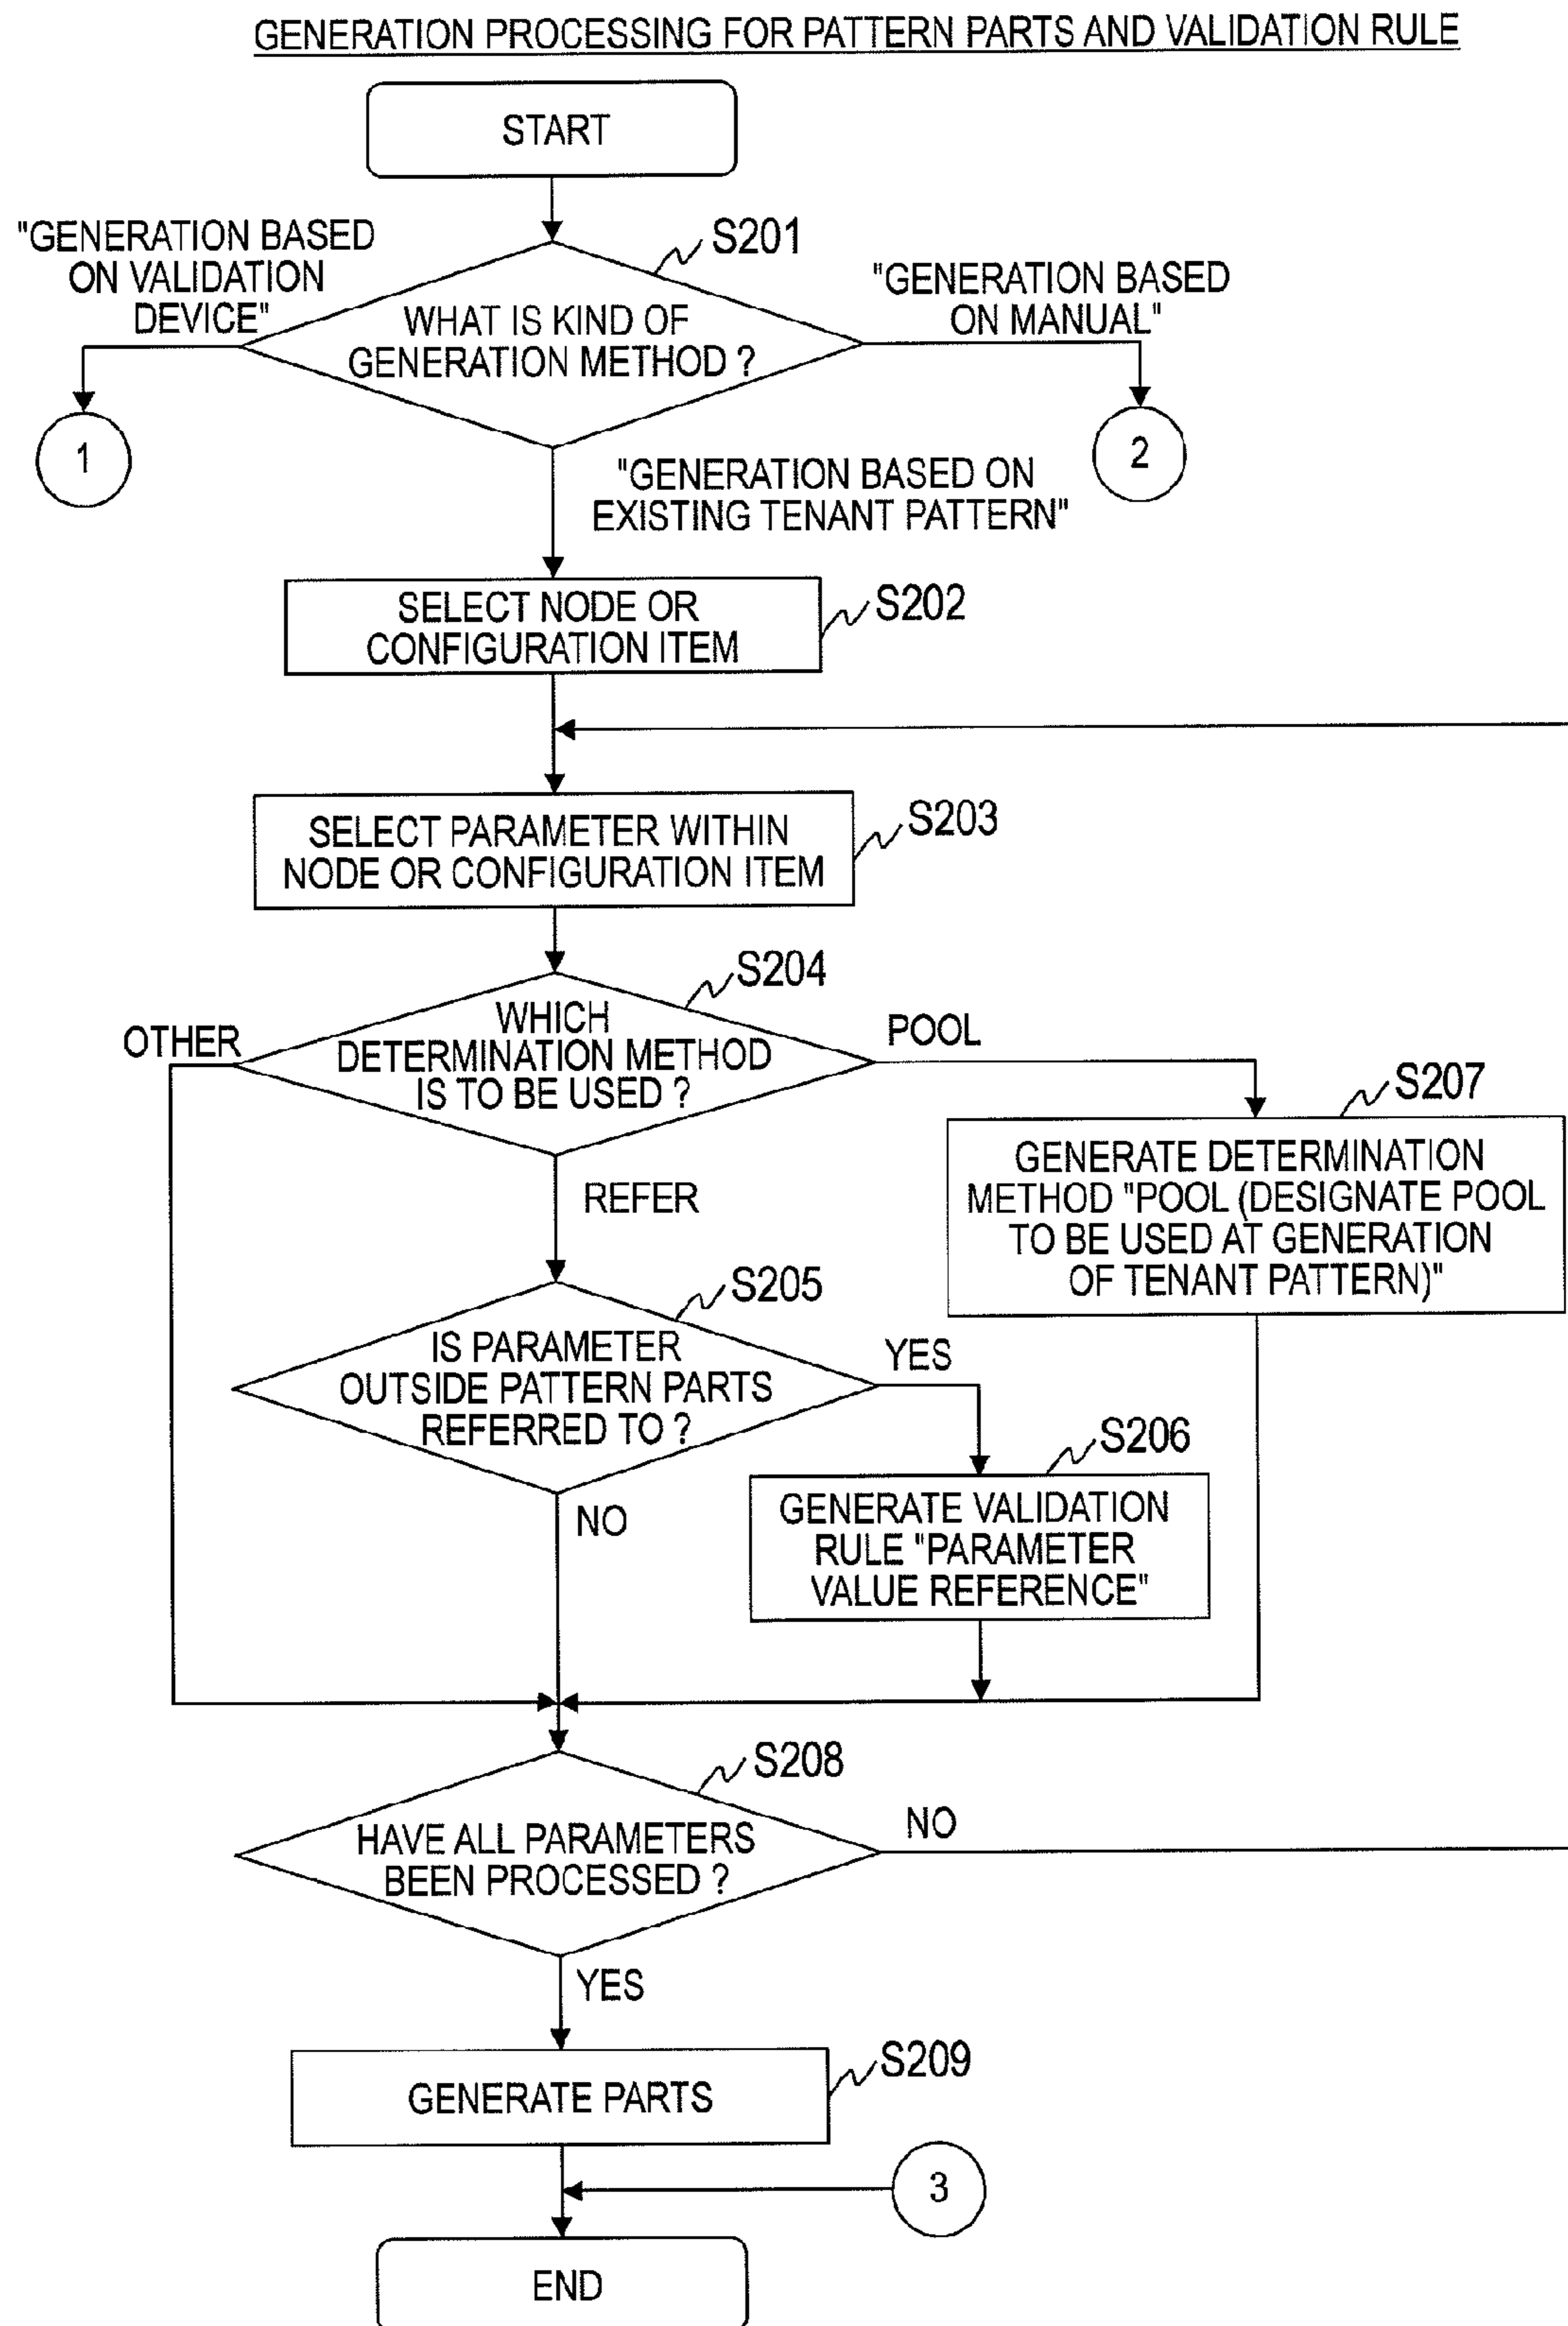 GENERATION PROCESSING FOR PATTERN PARTS AND VALIDATION RULE
START
"GENERATION BASED
ON VALIDATION
DEVICE"
S201
WHAT IS KIND OF
GENERATION METHOD ?
"GENERATION BASED
ON MANUAL"
1
2
"GENERATION BASED ON
EXISTING TENANT PATTERN"
SELECT NODE OR
CONFIGURATION ITEM
S202
SELECT PARAMETER WITHIN
NODE OR CONFIGURATION ITEM
S203
S204
OTHER
WHICH
DETERMINATION METHOD
IS TO BE USED ?
POOL
REFER
S207
GENERATE DETERMINATION
METHOD "POOL (DESIGNATE POOL
TO BE USED AT GENERATION
OF TENANT PATTERN)"
S205
IS PARAMETER
OUTSIDE PATTERN PARTS
REFERRED TO ?
YES
NO
S206
GENERATE VALIDATION
RULE "PARAMETER
VALUE REFERENCE"
S208
HAVE ALL PARAMETERS
BEEN PROCESSED ?
NO
YES
GENERATE PARTS
S209
3
END